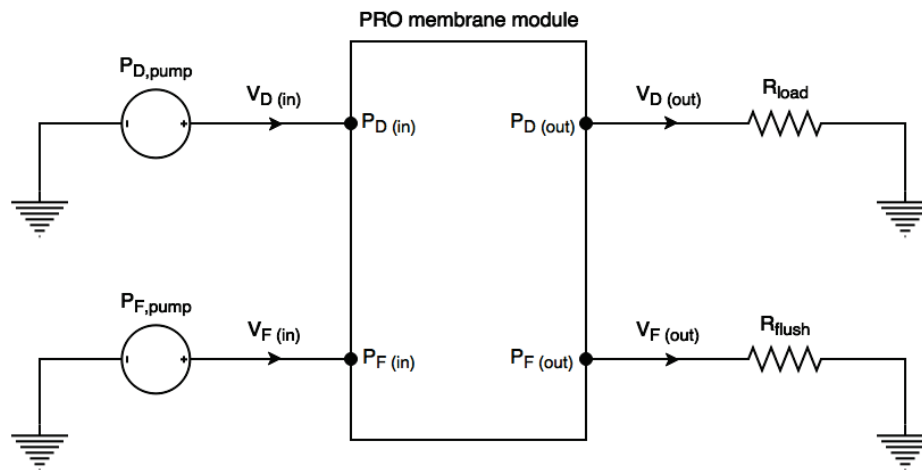 PRO membrane module
P_D,pump
V_D (in)
P_D (in)
P_D (out)
V_D (out)
R_load
- +
P_F,pump
V_F (in)
P_F (in)
P_F (out)
V_F (out)
R_flush
- +